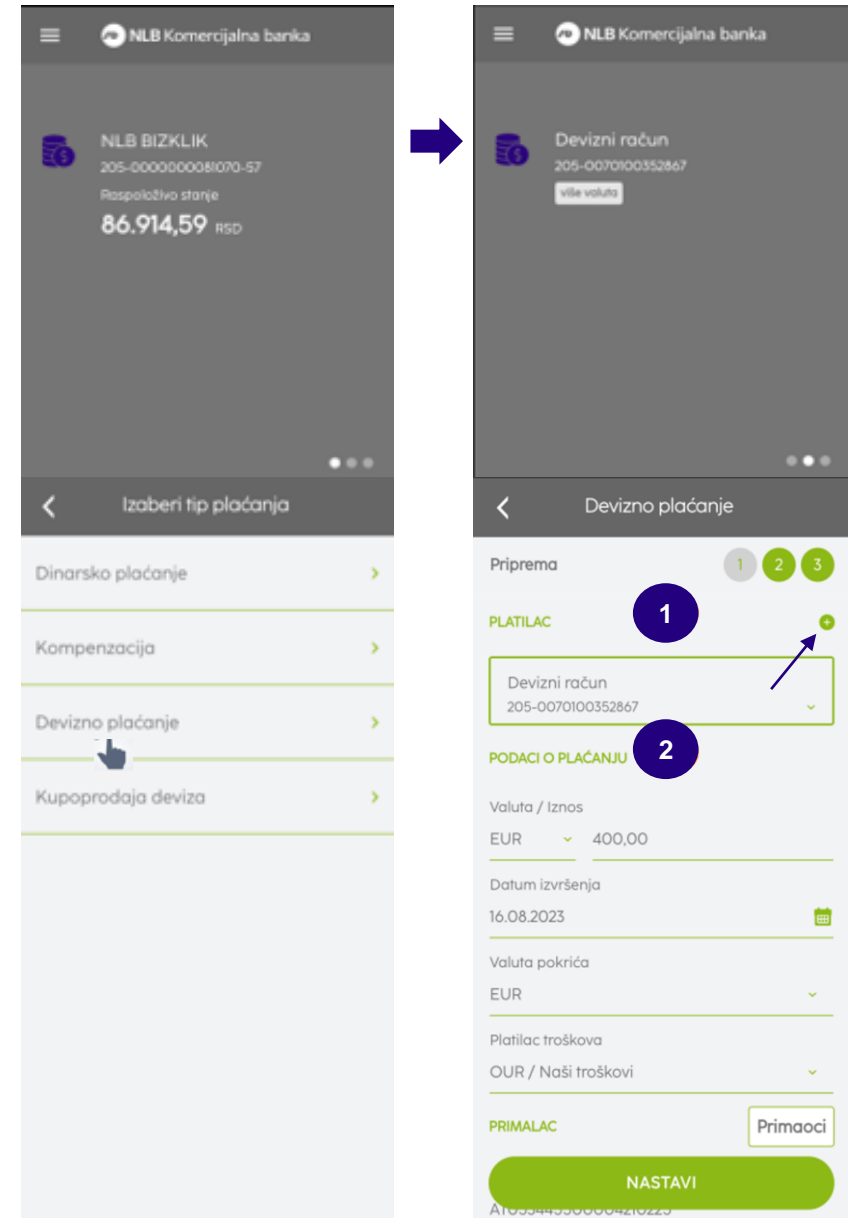 NLB Komercijalna banka
NLB BIZKLIK
205-0000000081070-57
Raspoloživo stanje
86.914,59 RSD
Izaberi tip plaćanja
Dinarsko plaćanje
Kompenzacija
Devizno plaćanje
Kupoprodaja deviza
NLB Komercijalna banka
Devizni račun
205-0070100352867
više valuta
Devizno plaćanje
Priprema
1 2 3
PLATILAC
1
Devizni račun
205-0070100352867
PODACI O PLAĆANJU
2
Valuta / Iznos
EUR 400,00
Datum izvršenja
16.08.2023
Valuta pokrića
EUR
Platilac troškova
OUR / Naši troškovi
PRIMALAC
Primaoci
NASTAVI